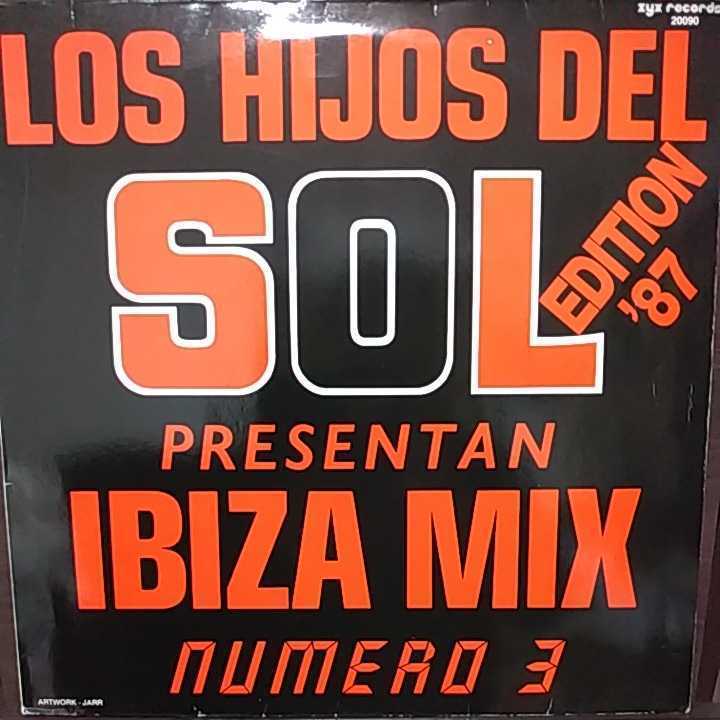 zyx records
20090
LOS HIJOS DEL
SOL
EDITION
'87
PRESENTAN
IBIZA MIX
NUMERO 3
ARTWORK - JARR